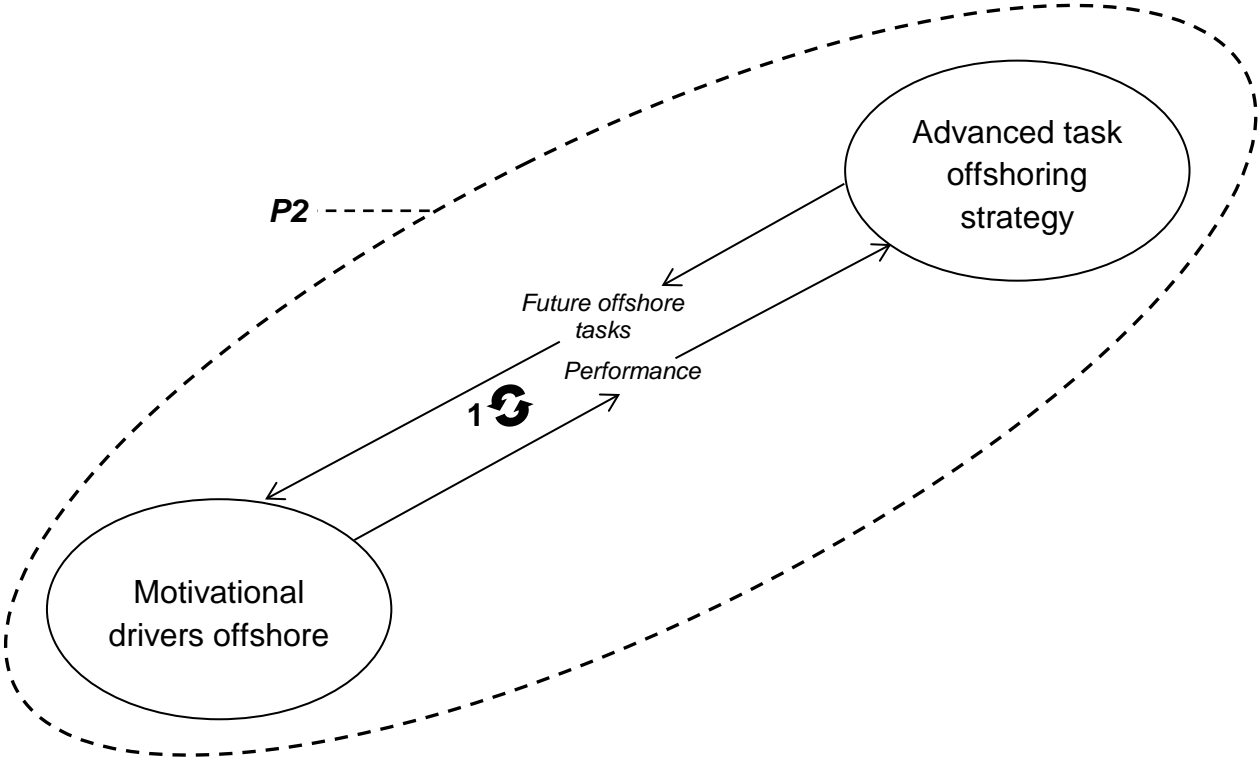 Advanced task
offshoring
strategy
P2
Future offshore
tasks
Performance
1
Motivational
drivers offshore